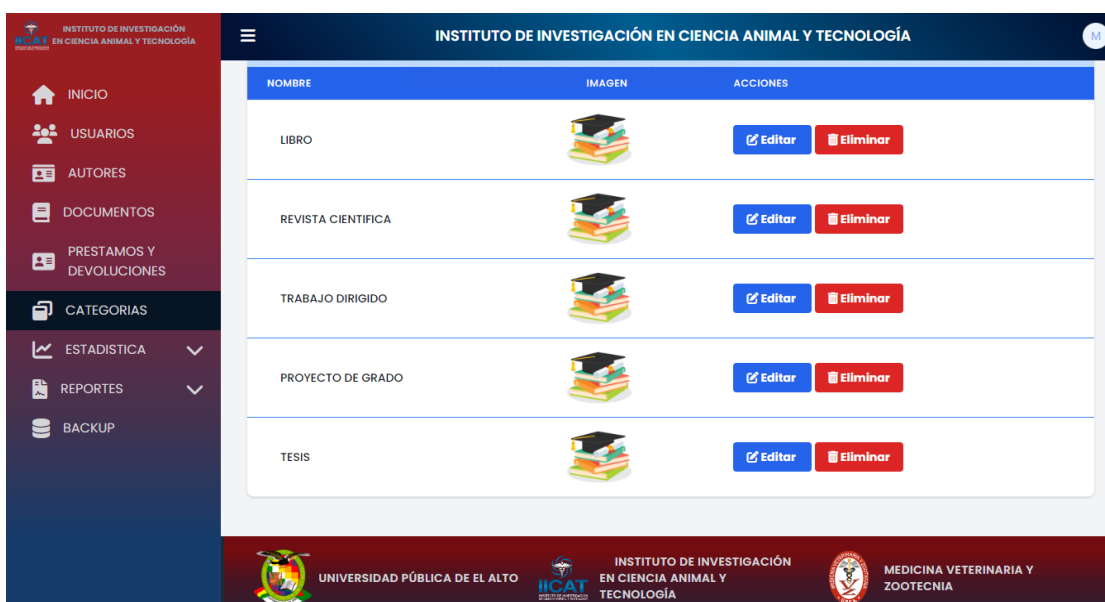 INSTITUTO DE INVESTIGACIÓN
EN CIENCIA ANIMAL Y TECNOLOGÍA
IICAT
INSTITUTO DE INVESTIGACIÓN EN CIENCIA ANIMAL Y TECNOLOGÍA
M
INICIO
USUARIOS
AUTORES
DOCUMENTOS
PRESTAMOS Y
DEVOLUCIONES
CATEGORIAS
ESTADISTICA
REPORTES
BACKUP
NOMBRE IMAGEN ACCIONES
LIBRO Editar Eliminar
REVISTA CIENTIFICA Editar Eliminar
TRABAJO DIRIGIDO Editar Eliminar
PROYECTO DE GRADO Editar Eliminar
TESIS Editar Eliminar
UNIVERSIDAD PÚBLICA DE EL ALTO
IICAT
INSTITUTO DE INVESTIGACIÓN
EN CIENCIA ANIMAL Y
TECNOLOGÍA
MEDICINA VETERINARIA Y
ZOOTECNIA